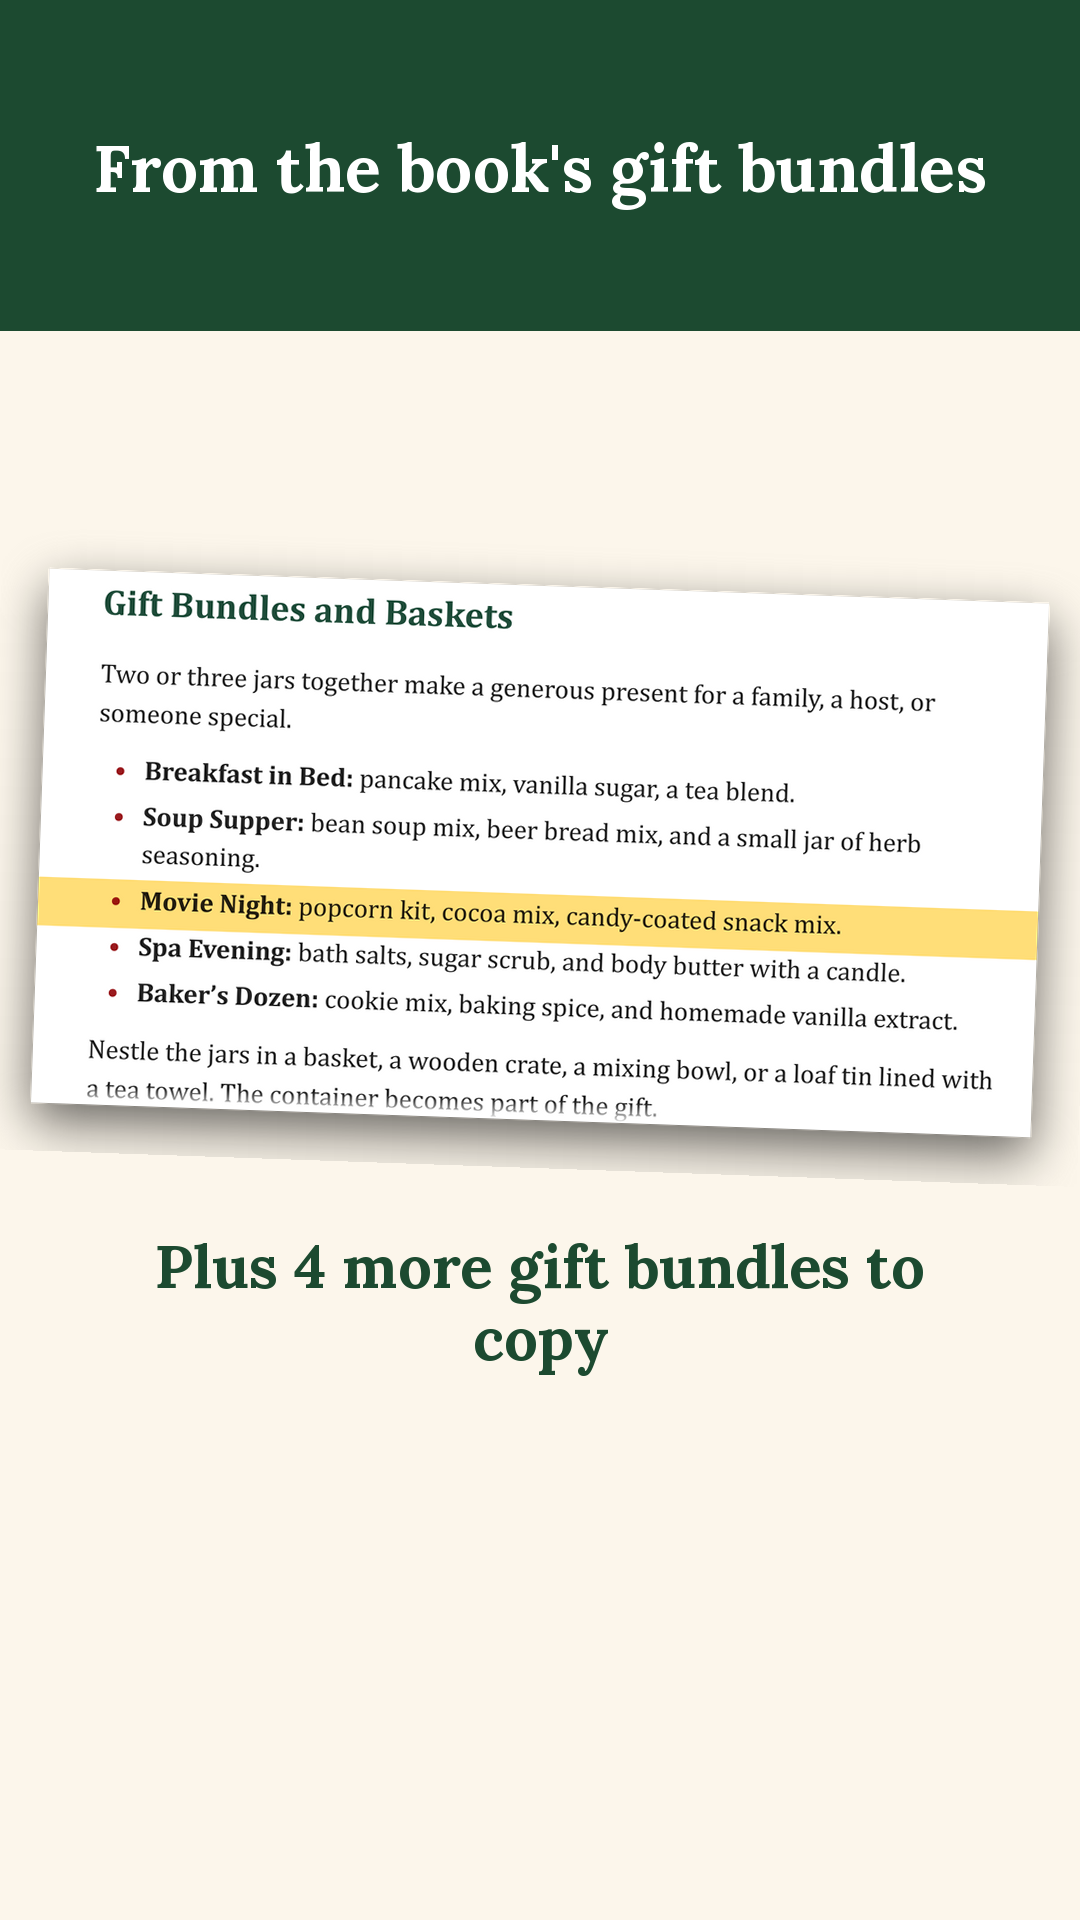 From the book's gift bundles
Gift Bundles and Baskets
Two or three jars together make a generous present for a family, a host, or
someone special.
• Breakfast in Bed: pancake mix, vanilla sugar, a tea blend.
• Soup Supper: bean soup mix, beer bread mix, and a small jar of herb
seasoning.
• Movie Night: popcorn kit, cocoa mix, candy-coated snack mix.
• Spa Evening: bath salts, sugar scrub, and body butter with a candle.
• Baker’s Dozen: cookie mix, baking spice, and homemade vanilla extract.
Nestle the jars in a basket, a wooden crate, a mixing bowl, or a loaf tin lined with
a tea towel. The container becomes part of the gift.
Plus 4 more gift bundles to
copy